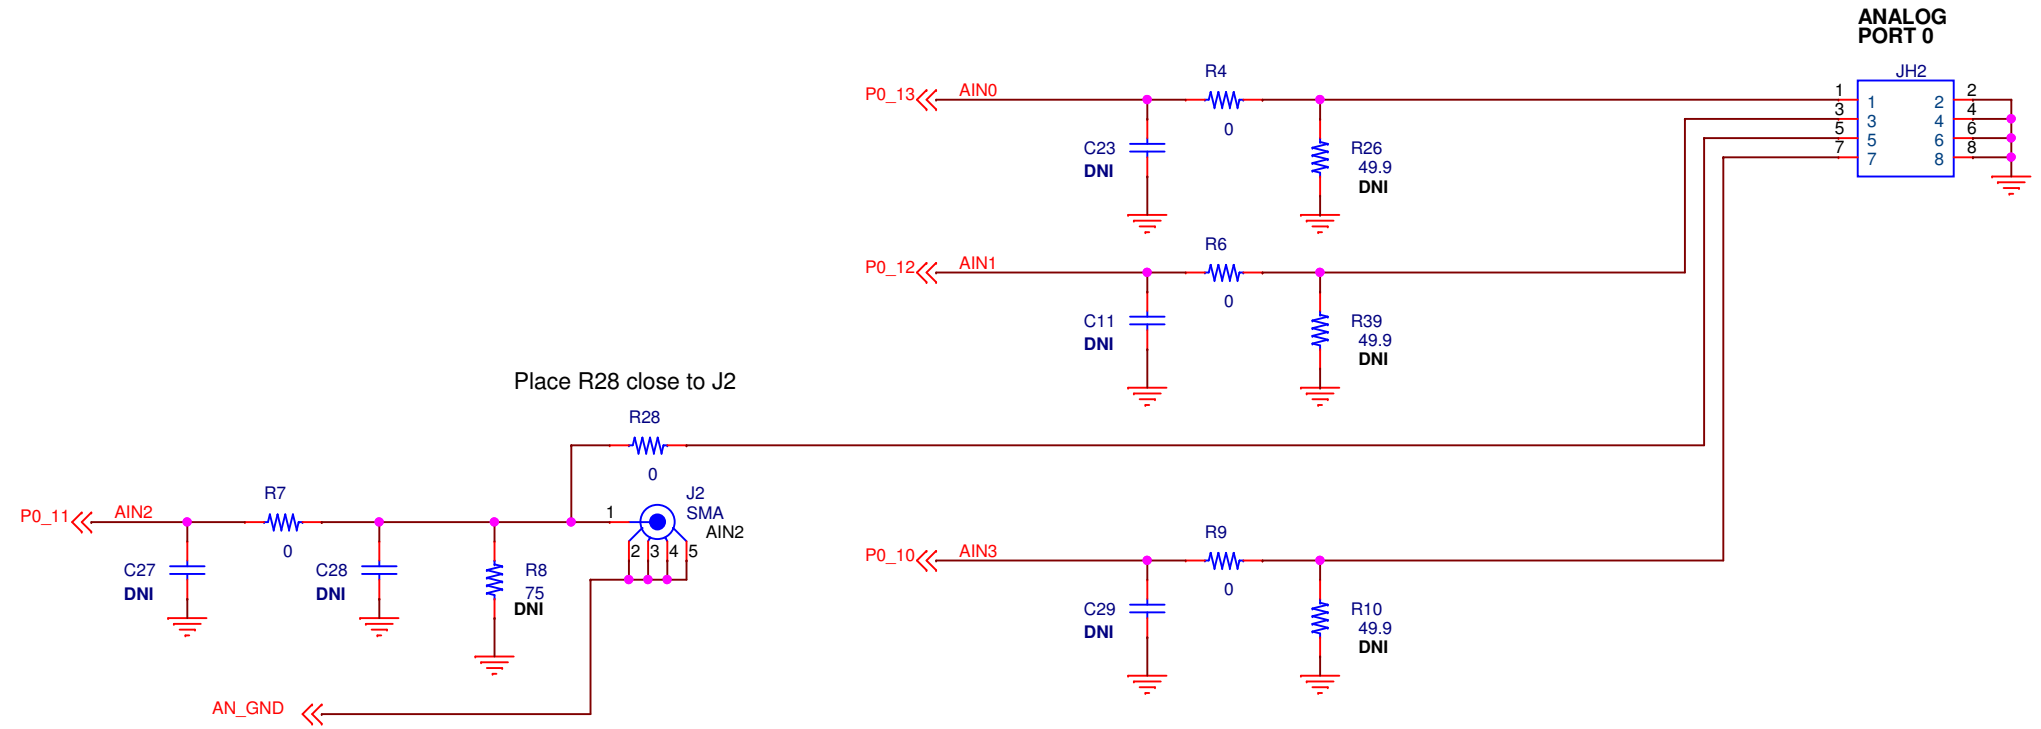 ANALOG
PORT 0
JH2
P0_13
AIN0
R4
0
C23
DNI
R26
49.9
DNI
1
3
5
7
1
3
5
7
2
4
6
8
2
4
6
8
P0_12
AIN1
R6
0
C11
DNI
R39
49.9
DNI
Place R28 close to J2
R28
0
P0_11
AIN2
R7
0
C27
DNI
C28
DNI
R8
75
DNI
1
J2
SMA
AIN2
2 3 4 5
AN_GND
P0_10
AIN3
R9
0
C29
DNI
R10
49.9
DNI